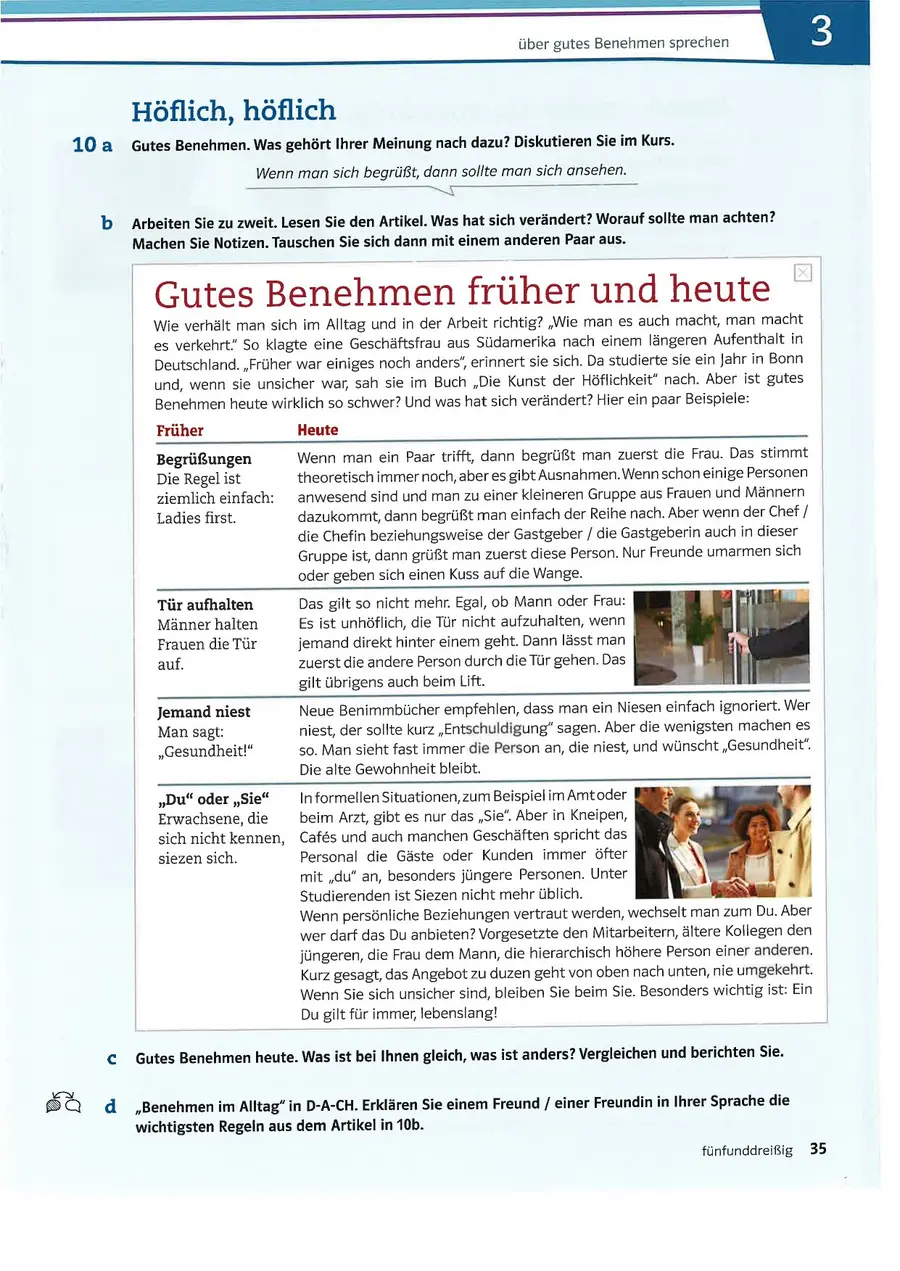 über gutes Benehmen sprechen
3
Höflich, höflich
10 a Gutes Benehmen. Was gehört Ihrer Meinung nach dazu? Diskutieren Sie im Kurs.
Wenn man sich begrüßt, dann sollte man sich ansehen.
b Arbeiten Sie zu zweit. Lesen Sie den Artikel. Was hat sich verändert? Worauf sollte man achten?
Machen Sie Notizen. Tauschen Sie sich dann mit einem anderen Paar aus.
Gutes Benehmen früher und heute
Wie verhält man sich im Alltag und in der Arbeit richtig? „Wie man es auch macht, man macht
es verkehrt.“ So klagte eine Geschäftsfrau aus Südamerika nach einem längeren Aufenthalt in
Deutschland. „Früher war einiges noch anders“, erinnert sie sich. Da studierte sie ein Jahr in Bonn
und, wenn sie unsicher war, sah sie im Buch „Die Kunst der Höflichkeit“ nach. Aber ist gutes
Benehmen heute wirklich so schwer? Und was hat sich verändert? Hier ein paar Beispiele:
Früher
Heute
Begrüßungen
Die Regel ist
ziemlich einfach:
Ladies first.
Wenn man ein Paar trifft, dann begrüßt man zuerst die Frau. Das stimmt
theoretisch immer noch, aber es gibt Ausnahmen. Wenn schon einige Personen
anwesend sind und man zu einer kleineren Gruppe aus Frauen und Männern
dazukommt, dann begrüßt man einfach der Reihe nach. Aber wenn der Chef /
die Chefin beziehungsweise der Gastgeber / die Gastgeberin auch in dieser
Gruppe ist, dann grüßt man zuerst diese Person. Nur Freunde umarmen sich
oder geben sich einen Kuss auf die Wange.
Tür aufhalten
Männer halten
Frauen die Tür
auf.
Das gilt so nicht mehr. Egal, ob Mann oder Frau:
Es ist unhöflich, die Tür nicht aufzuhalten, wenn
jemand direkt hinter einem geht. Dann lässt man
zuerst die andere Person durch die Tür gehen. Das
gilt übrigens auch beim Lift.
Jemand niest
Man sagt:
„Gesundheit!“
Neue Benimmbücher empfehlen, dass man ein Niesen einfach ignoriert. Wer
niest, der sollte kurz „Entschuldigung“ sagen. Aber die wenigsten machen es
so. Man sieht fast immer die Person an, die niest, und wünscht „Gesundheit“.
Die alte Gewohnheit bleibt.
„Du“ oder „Sie“
Erwachsene, die
sich nicht kennen,
siezen sich.
In formellen Situationen, zum Beispiel im Amt oder
beim Arzt, gibt es nur das „Sie“. Aber in Kneipen,
Cafés und auch manchen Geschäften spricht das
Personal die Gäste oder Kunden immer öfter
mit „du“ an, besonders jüngere Personen. Unter
Studierenden ist Siezen nicht mehr üblich.
Wenn persönliche Beziehungen vertraut werden, wechselt man zum Du. Aber
wer darf das Du anbieten? Vorgesetzte den Mitarbeitern, ältere Kollegen den
jüngeren, die Frau dem Mann, die hierarchisch höhere Person einer anderen.
Kurz gesagt, das Angebot zu duzen geht von oben nach unten, nie umgekehrt.
Wenn Sie sich unsicher sind, bleiben Sie beim Sie. Besonders wichtig ist: Ein
Du gilt für immer, lebenslang!
c Gutes Benehmen heute. Was ist bei Ihnen gleich, was ist anders? Vergleichen und berichten Sie.
d „Benehmen im Alltag“ in D-A-CH. Erklären Sie einem Freund / einer Freundin in Ihrer Sprache die
wichtigsten Regeln aus dem Artikel in 10b.
fünfunddreißig 35